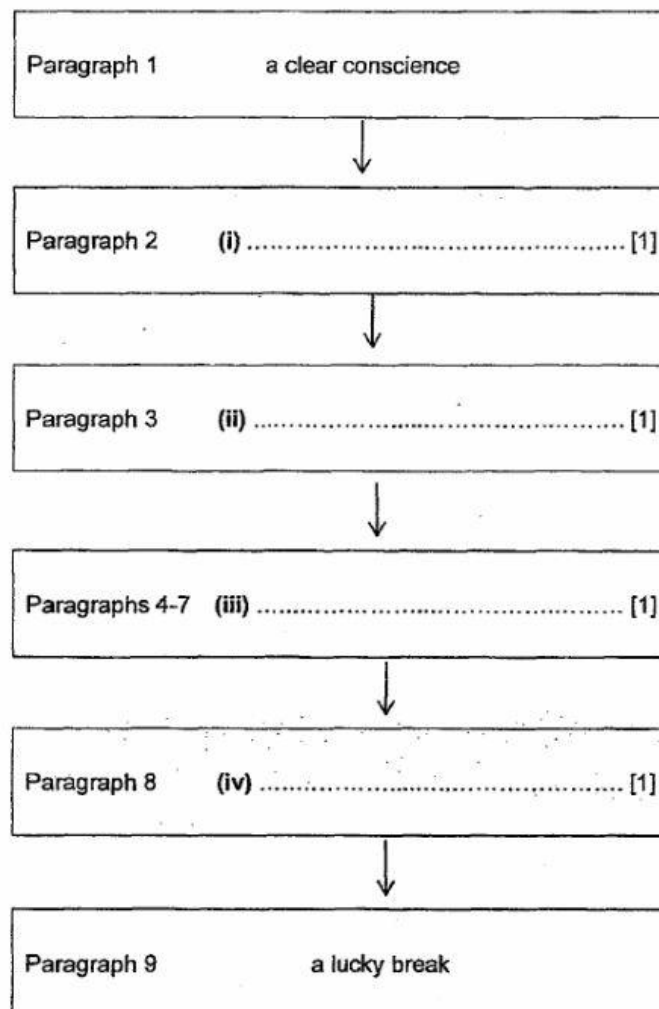 Paragraph 1 a clear conscience
Paragraph 2 (i) ........................................................ [1]
Paragraph 3 (ii) ....................................................... [1]
Paragraphs 4-7 (iii) ...................................................... [1]
Paragraph 8 (iv) ...................................................... [1]
Paragraph 9 a lucky break